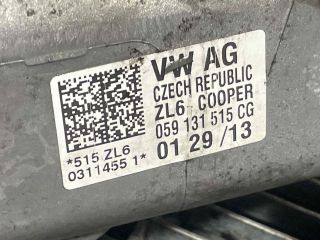 VW AG
CZECH REPUBLIC
ZL6 COOPER
059 131 515 CG
01 29/13
*515 ZL6
0311455 1*